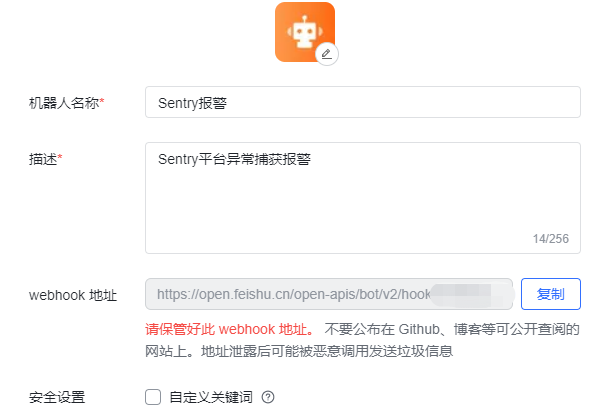 机器人名称*
Sentry报警
描述*
Sentry平台异常捕获报警
14/256
webhook 地址
https://open.feishu.cn/open-apis/bot/v2/hook
复制
请保管好此 webhook 地址。 不要公布在 Github、博客等可公开查阅的
网站上。地址泄露后可能被恶意调用发送垃圾信息
安全设置
自定义关键词